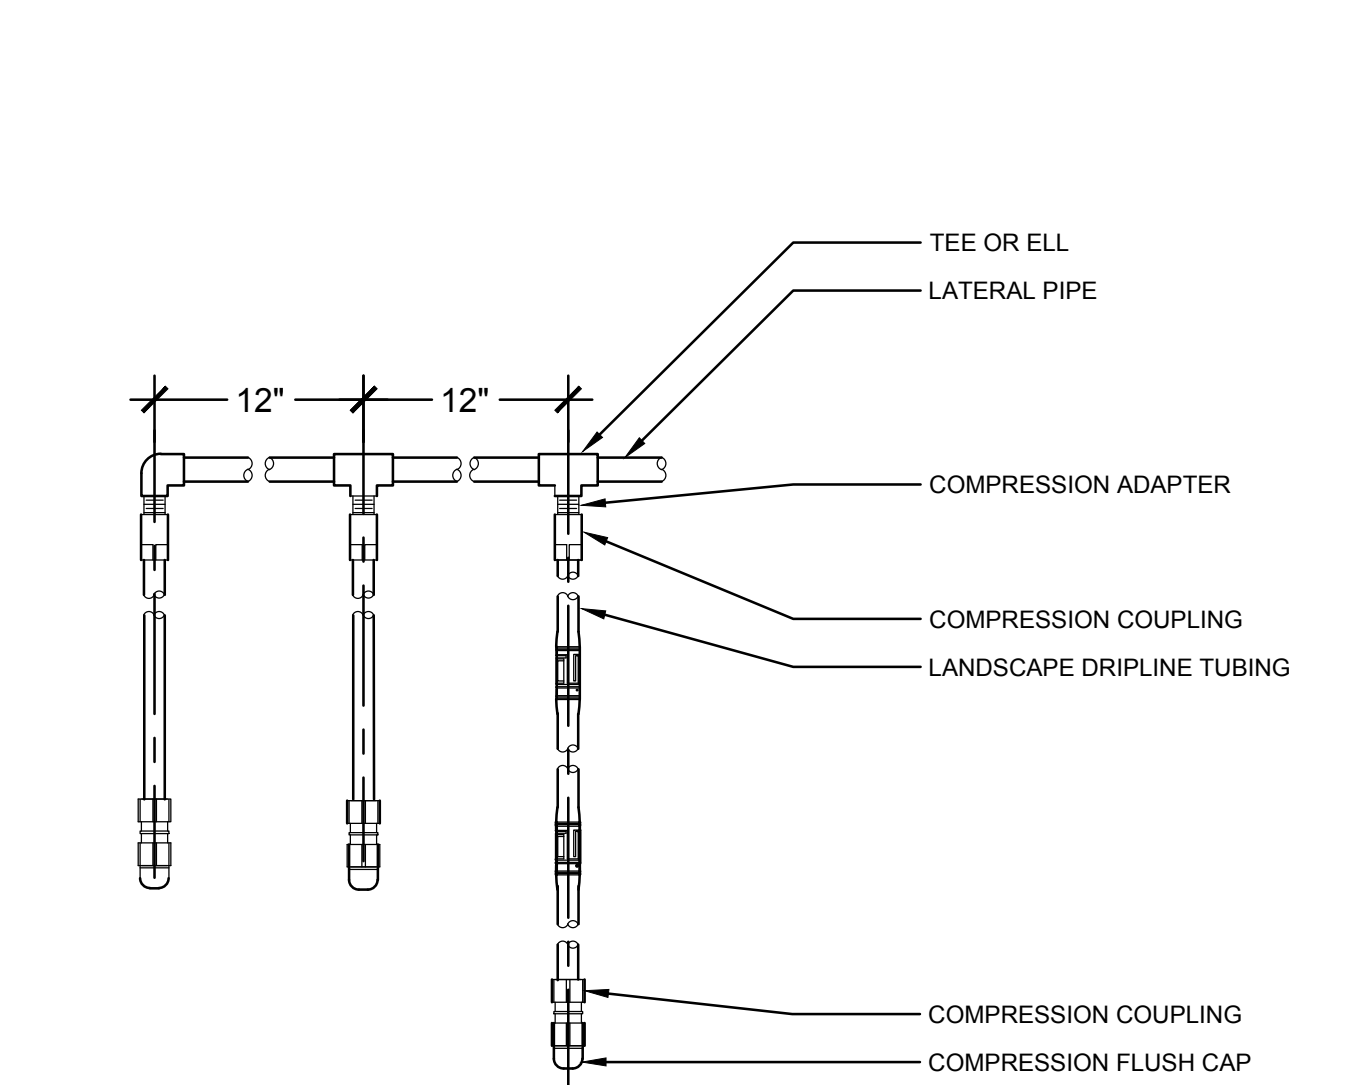 TEE OR ELL
LATERAL PIPE
12" 12"
COMPRESSION ADAPTER
COMPRESSION COUPLING
LANDSCAPE DRIPLINE TUBING
COMPRESSION COUPLING
COMPRESSION FLUSH CAP